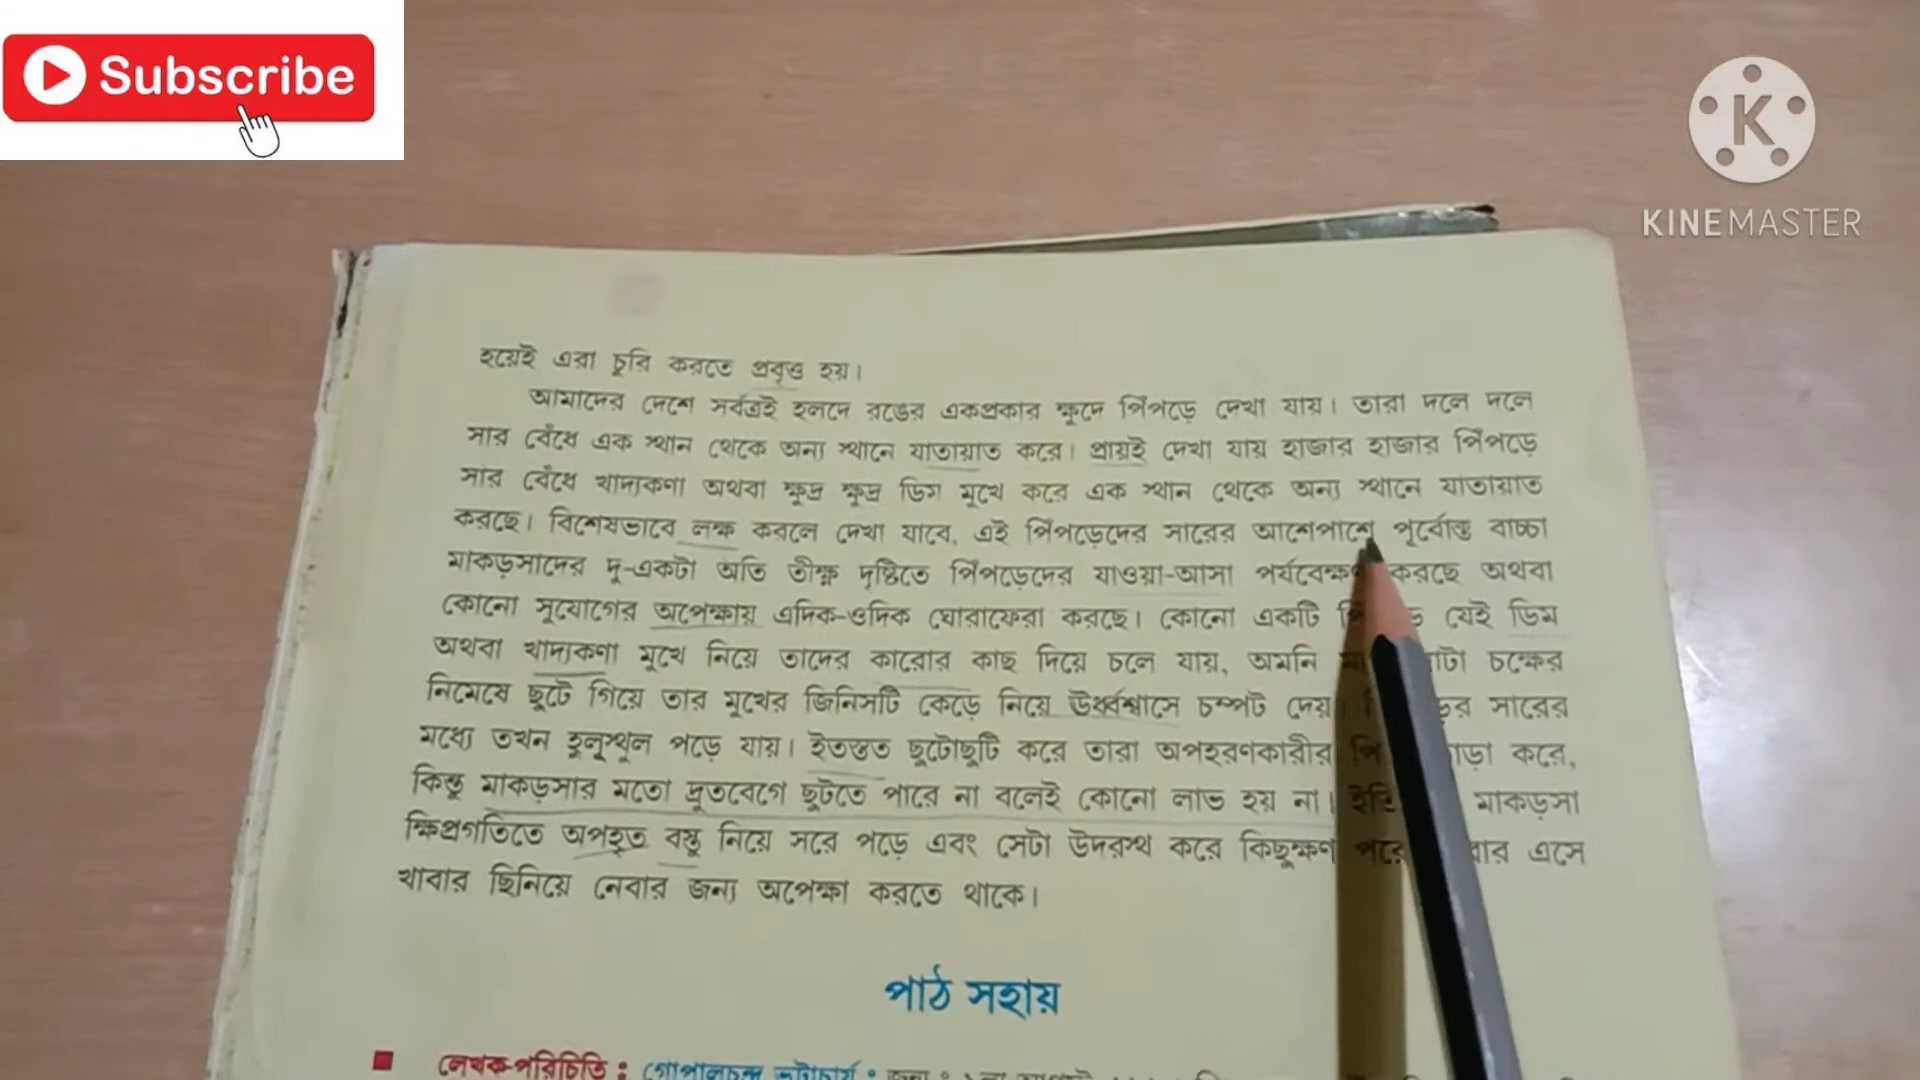 Subscribe
K
KINEMASTER
হয়েই এরা চুরি করতে প্রবৃত্ত হয়।
আমাদের দেশে সর্বত্রই হলদে রঙের একপ্রকার ক্ষুদে পিঁপড়ে দেখা যায়। তারা দলে দলে
সার বেঁধে এক স্থান থেকে অন্য স্থানে যাতায়াত করে। প্রায়ই দেখা যায় হাজার হাজার পিঁপড়ে
সার বেঁধে খাদ্যকণা অথবা ক্ষুদ্র ক্ষুদ্র ডিম মুখে করে এক স্থান থেকে অন্য স্থানে যাতায়াত
করছে। বিশেষভাবে লক্ষ করলে দেখা যাবে, এই পিঁপড়েদের সারের আশেপাশে পূর্বোক্ত বাচ্চা
মাকড়সাদের দু-একটা অতি তীক্ষ্ণ দৃষ্টিতে পিঁপড়েদের যাওয়া-আসা পর্যবেক্ষণ করছে অথবা
কোনো সুযোগের অপেক্ষায় এদিক-ওদিক ঘোরাফেরা করছে। কোনো একটি যেই ডিম
অথবা খাদ্যকণা মুখে নিয়ে তাদের কারোর কাছ দিয়ে চলে যায়, অমনি চক্ষের
নিমেষে ছুটে গিয়ে তার মুখের জিনিসটি কেড়ে নিয়ে ঊর্ধ্বশ্বাসে চম্পট দেয়। সারের
মধ্যে তখন হুলুস্থুল পড়ে যায়। ইতস্তত ছুটোছুটি করে তারা অপহরণকারীর করে,
কিন্তু মাকড়সার মতো দ্রুতবেগে ছুটতে পারে না বলেই কোনো লাভ হয় না। মাকড়সা
ক্ষিপ্রগতিতে অপহৃত বস্তু নিয়ে সরে পড়ে এবং সেটা উদরস্থ করে কিছুক্ষণ পরে এসে
খাবার ছিনিয়ে নেবার জন্য অপেক্ষা করতে থাকে।
পাঠ সহায়
লেখক-পরিচিতি : গোপালচন্দ্র ভট্টাচার্য :